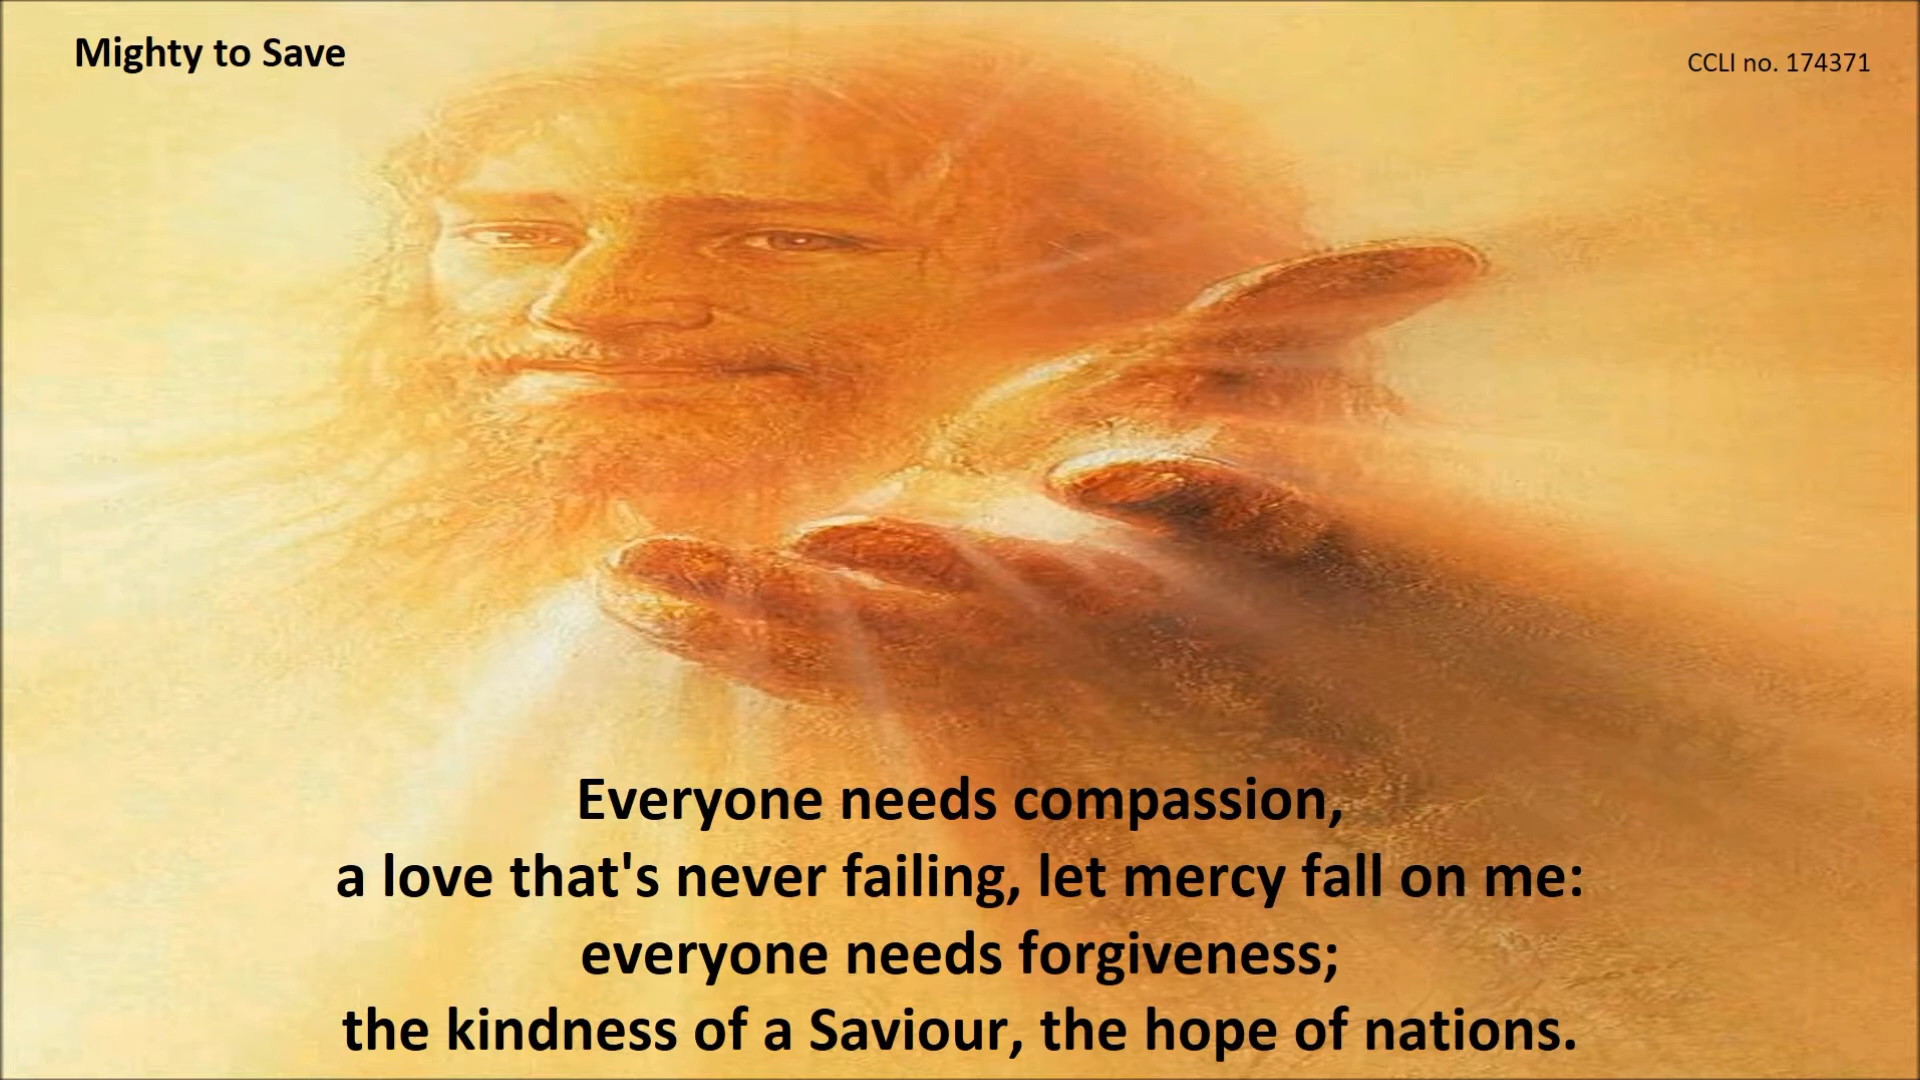 Mighty to Save
CCLI no. 174371
Everyone needs compassion,
a love that's never failing, let mercy fall on me:
everyone needs forgiveness;
the kindness of a Saviour, the hope of nations.